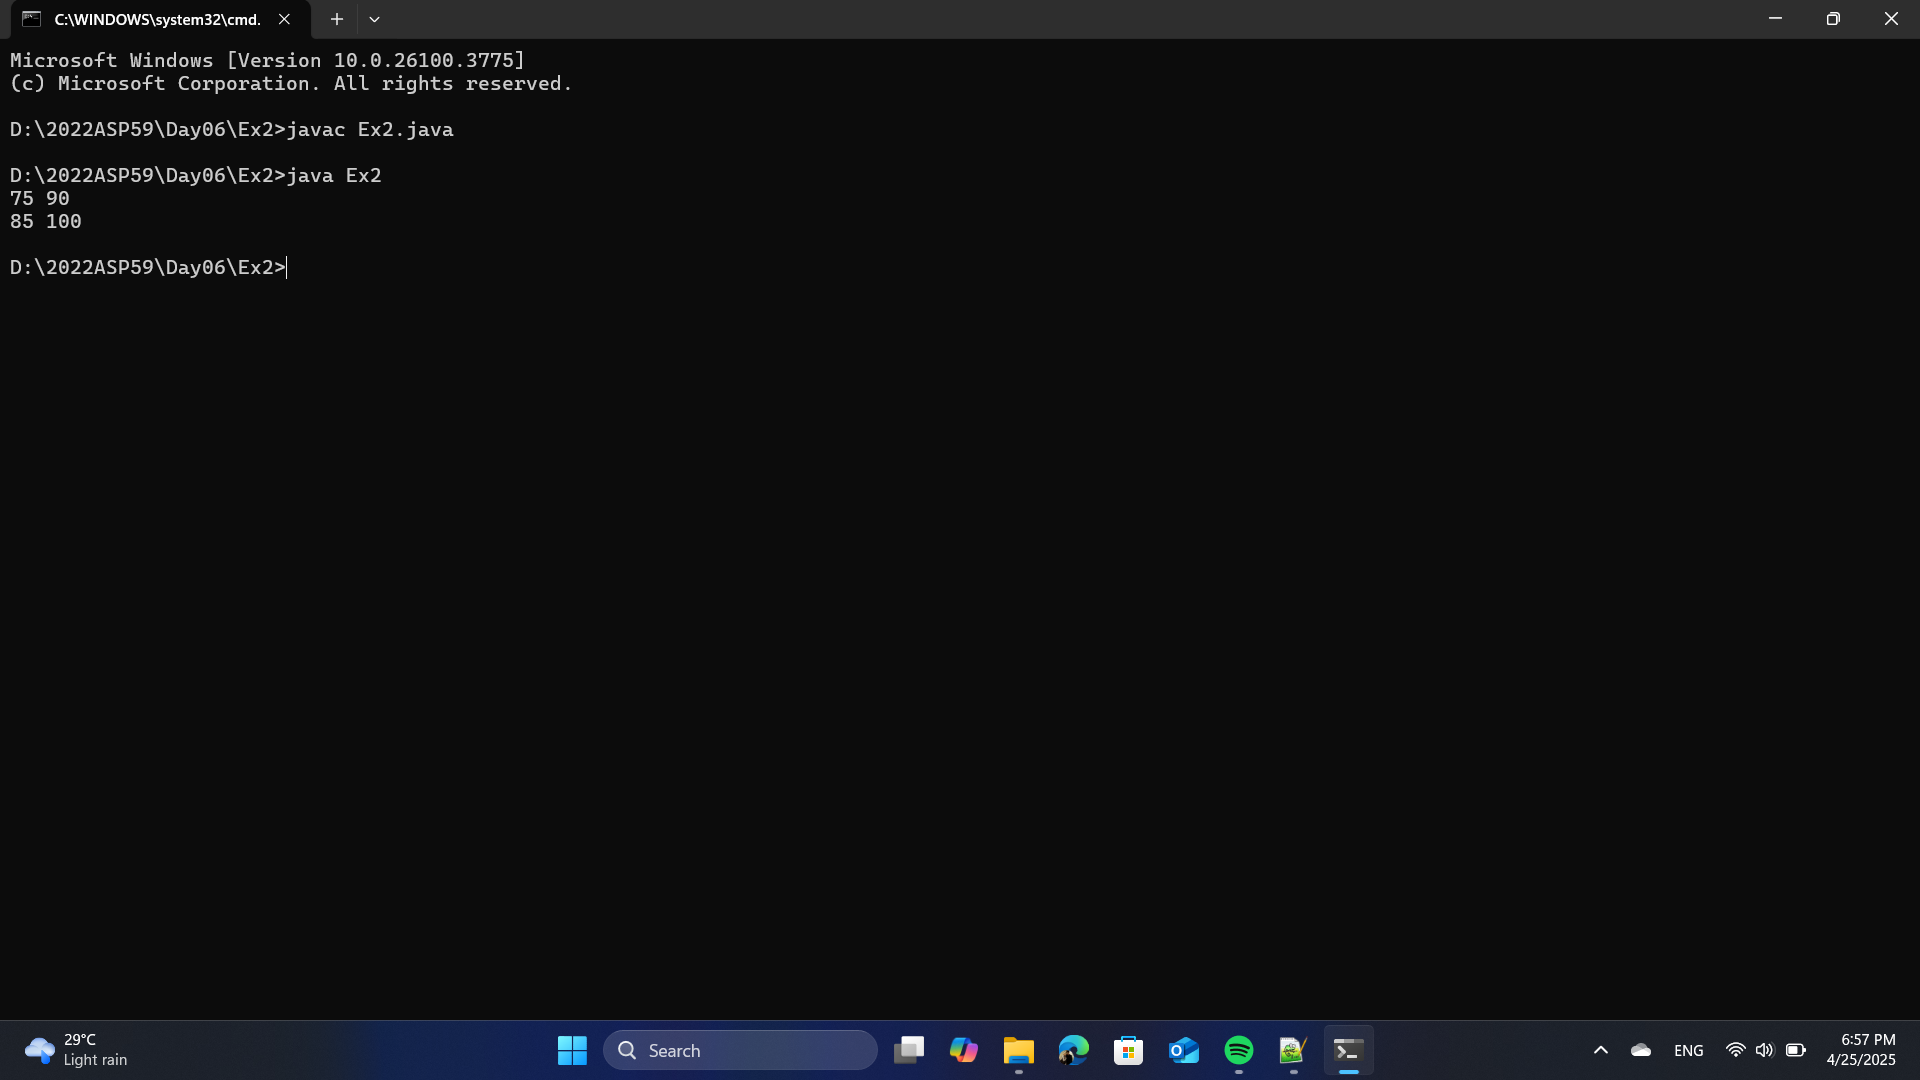 C:\WINDOWS\system32\cmd.
Microsoft Windows [Version 10.0.26100.3775]
(c) Microsoft Corporation. All rights reserved.
D:\2022ASP59\Day06\Ex2>javac Ex2.java
D:\2022ASP59\Day06\Ex2>java Ex2
75 90
85 100
D:\2022ASP59\Day06\Ex2>
29°C
Light rain
Search
ENG
6:57 PM
4/25/2025